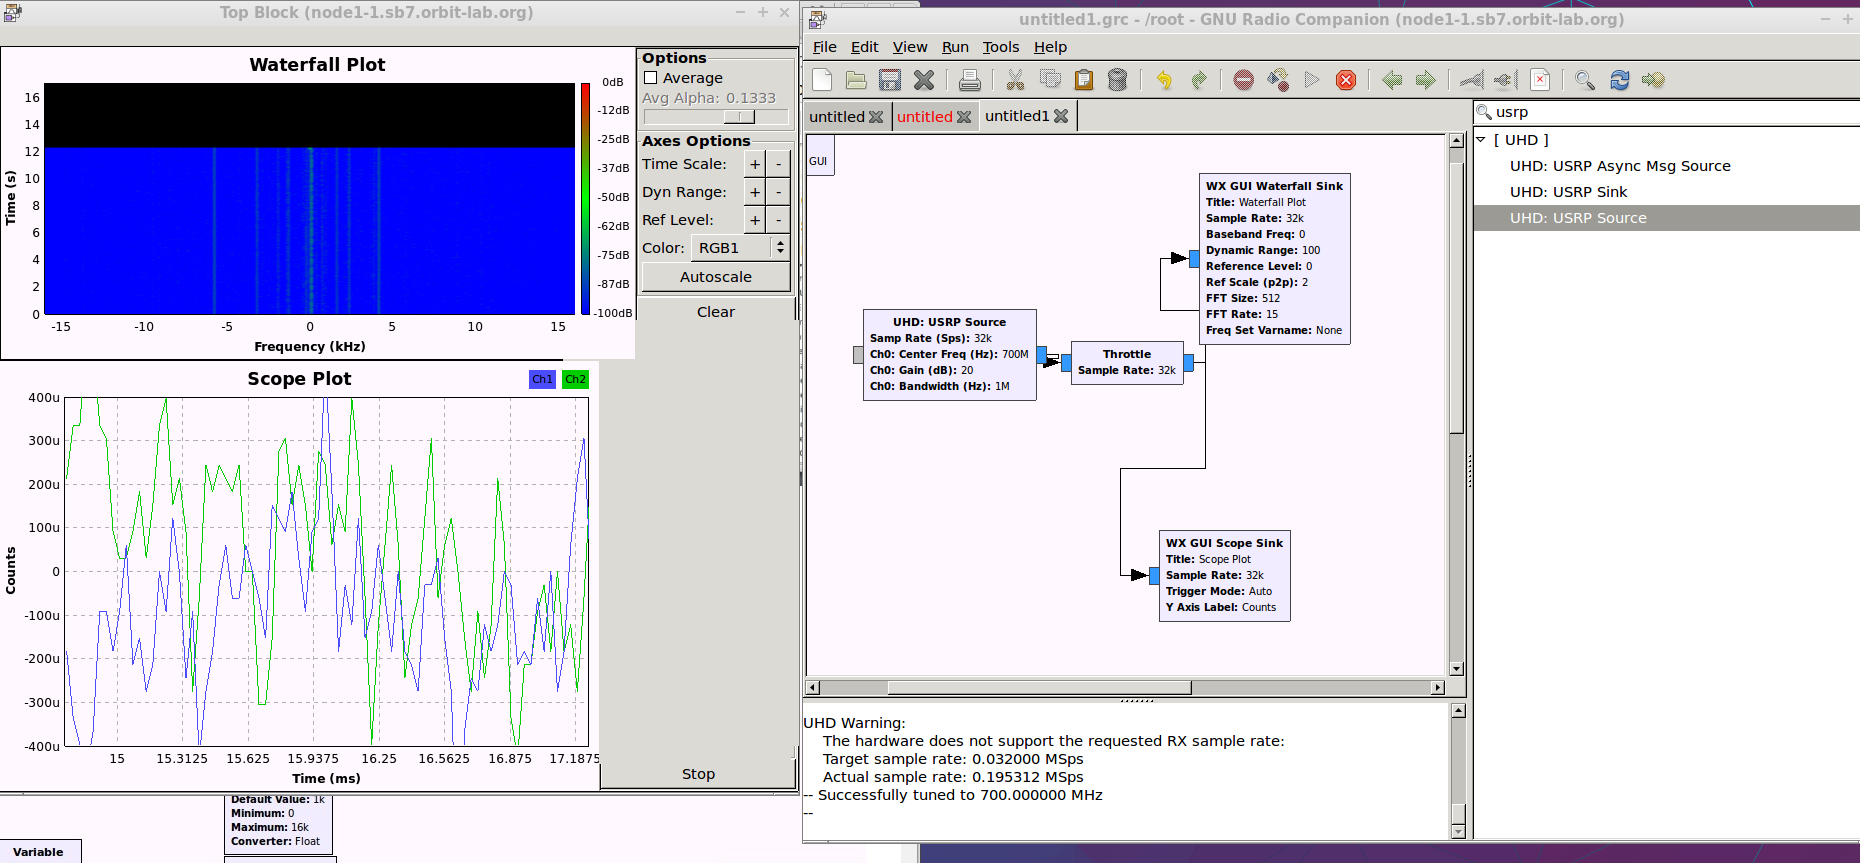 Top Block (node1-1.sb7.orbit-lab.org)
Waterfall Plot
16
14
12
10
8
6
4
2
0
Time (s)
-15
-10
-5
0
5
10
15
Frequency (kHz)
0dB
-12dB
-25dB
-37dB
-50dB
-62dB
-75dB
-87dB
-100dB
Options
Average
Avg Alpha: 0.1333
Axes Options
Time Scale: + -
Dyn Range: + -
Ref Level: + -
Color: RGB1
Autoscale
Clear
Scope Plot
Ch1 Ch2
400u
300u
200u
100u
0
-100u
-200u
-300u
-400u
Counts
15 15.3125 15.625 15.9375 16.25 16.5625 16.875 17.1875
Time (ms)
Stop
Default Value: 1k
Minimum: 0
Maximum: 16k
Converter: Float
Variable
untitled1.grc - /root - GNU Radio Companion (node1-1.sb7.orbit-lab.org)
File Edit View Run Tools Help
untitled untitled untitled1
GUI
UHD: USRP Source
Samp Rate (Sps): 32k
Ch0: Center Freq (Hz): 700M
Ch0: Gain (dB): 20
Ch0: Bandwidth (Hz): 1M
Throttle
Sample Rate: 32k
WX GUI Waterfall Sink
Title: Waterfall Plot
Sample Rate: 32k
Baseband Freq: 0
Dynamic Range: 100
Reference Level: 0
Ref Scale (p2p): 2
FFT Size: 512
FFT Rate: 15
Freq Set Varname: None
WX GUI Scope Sink
Title: Scope Plot
Sample Rate: 32k
Trigger Mode: Auto
Y Axis Label: Counts
usrp
[ UHD ]
UHD: USRP Async Msg Source
UHD: USRP Sink
UHD: USRP Source
UHD Warning:
The hardware does not support the requested RX sample rate:
Target sample rate: 0.032000 MSps
Actual sample rate: 0.195312 MSps
-- Successfully tuned to 700.000000 MHz
--